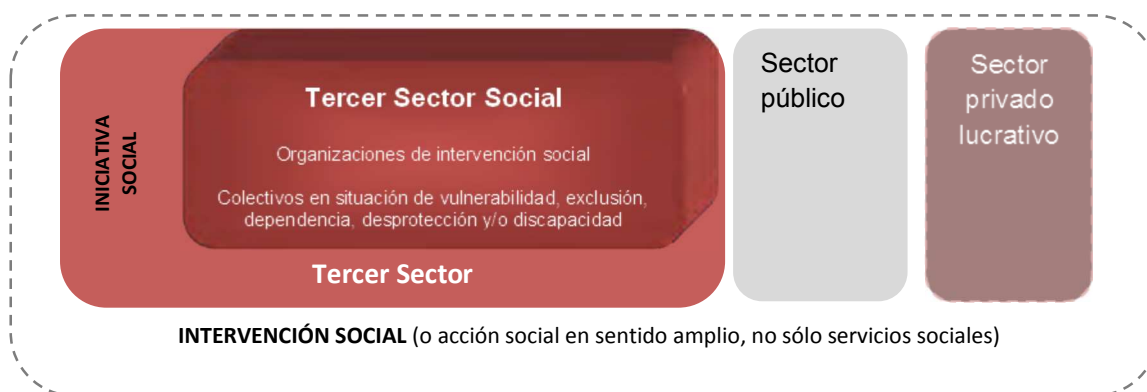 INICIATIVA
SOCIAL
Tercer Sector Social
Organizaciones de intervención social
Colectivos en situación de vulnerabilidad, exclusión,
dependencia, desprotección y/o discapacidad
Tercer Sector
Sector
público
Sector
privado
lucrativo
INTERVENCIÓN SOCIAL (o acción social en sentido amplio, no sólo servicios sociales)